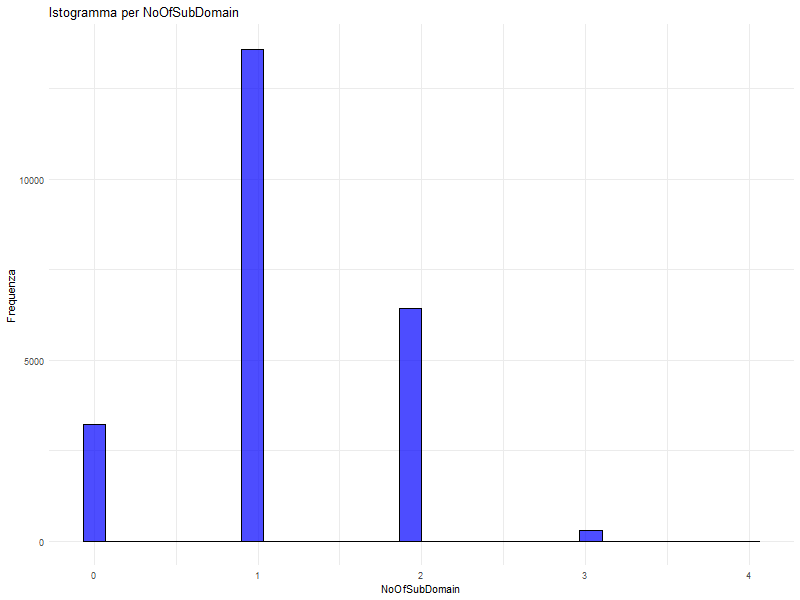 Istogramma per NoOfSubDomain
Frequenza
10000
5000
0
0 1 2 3 4
NoOfSubDomain